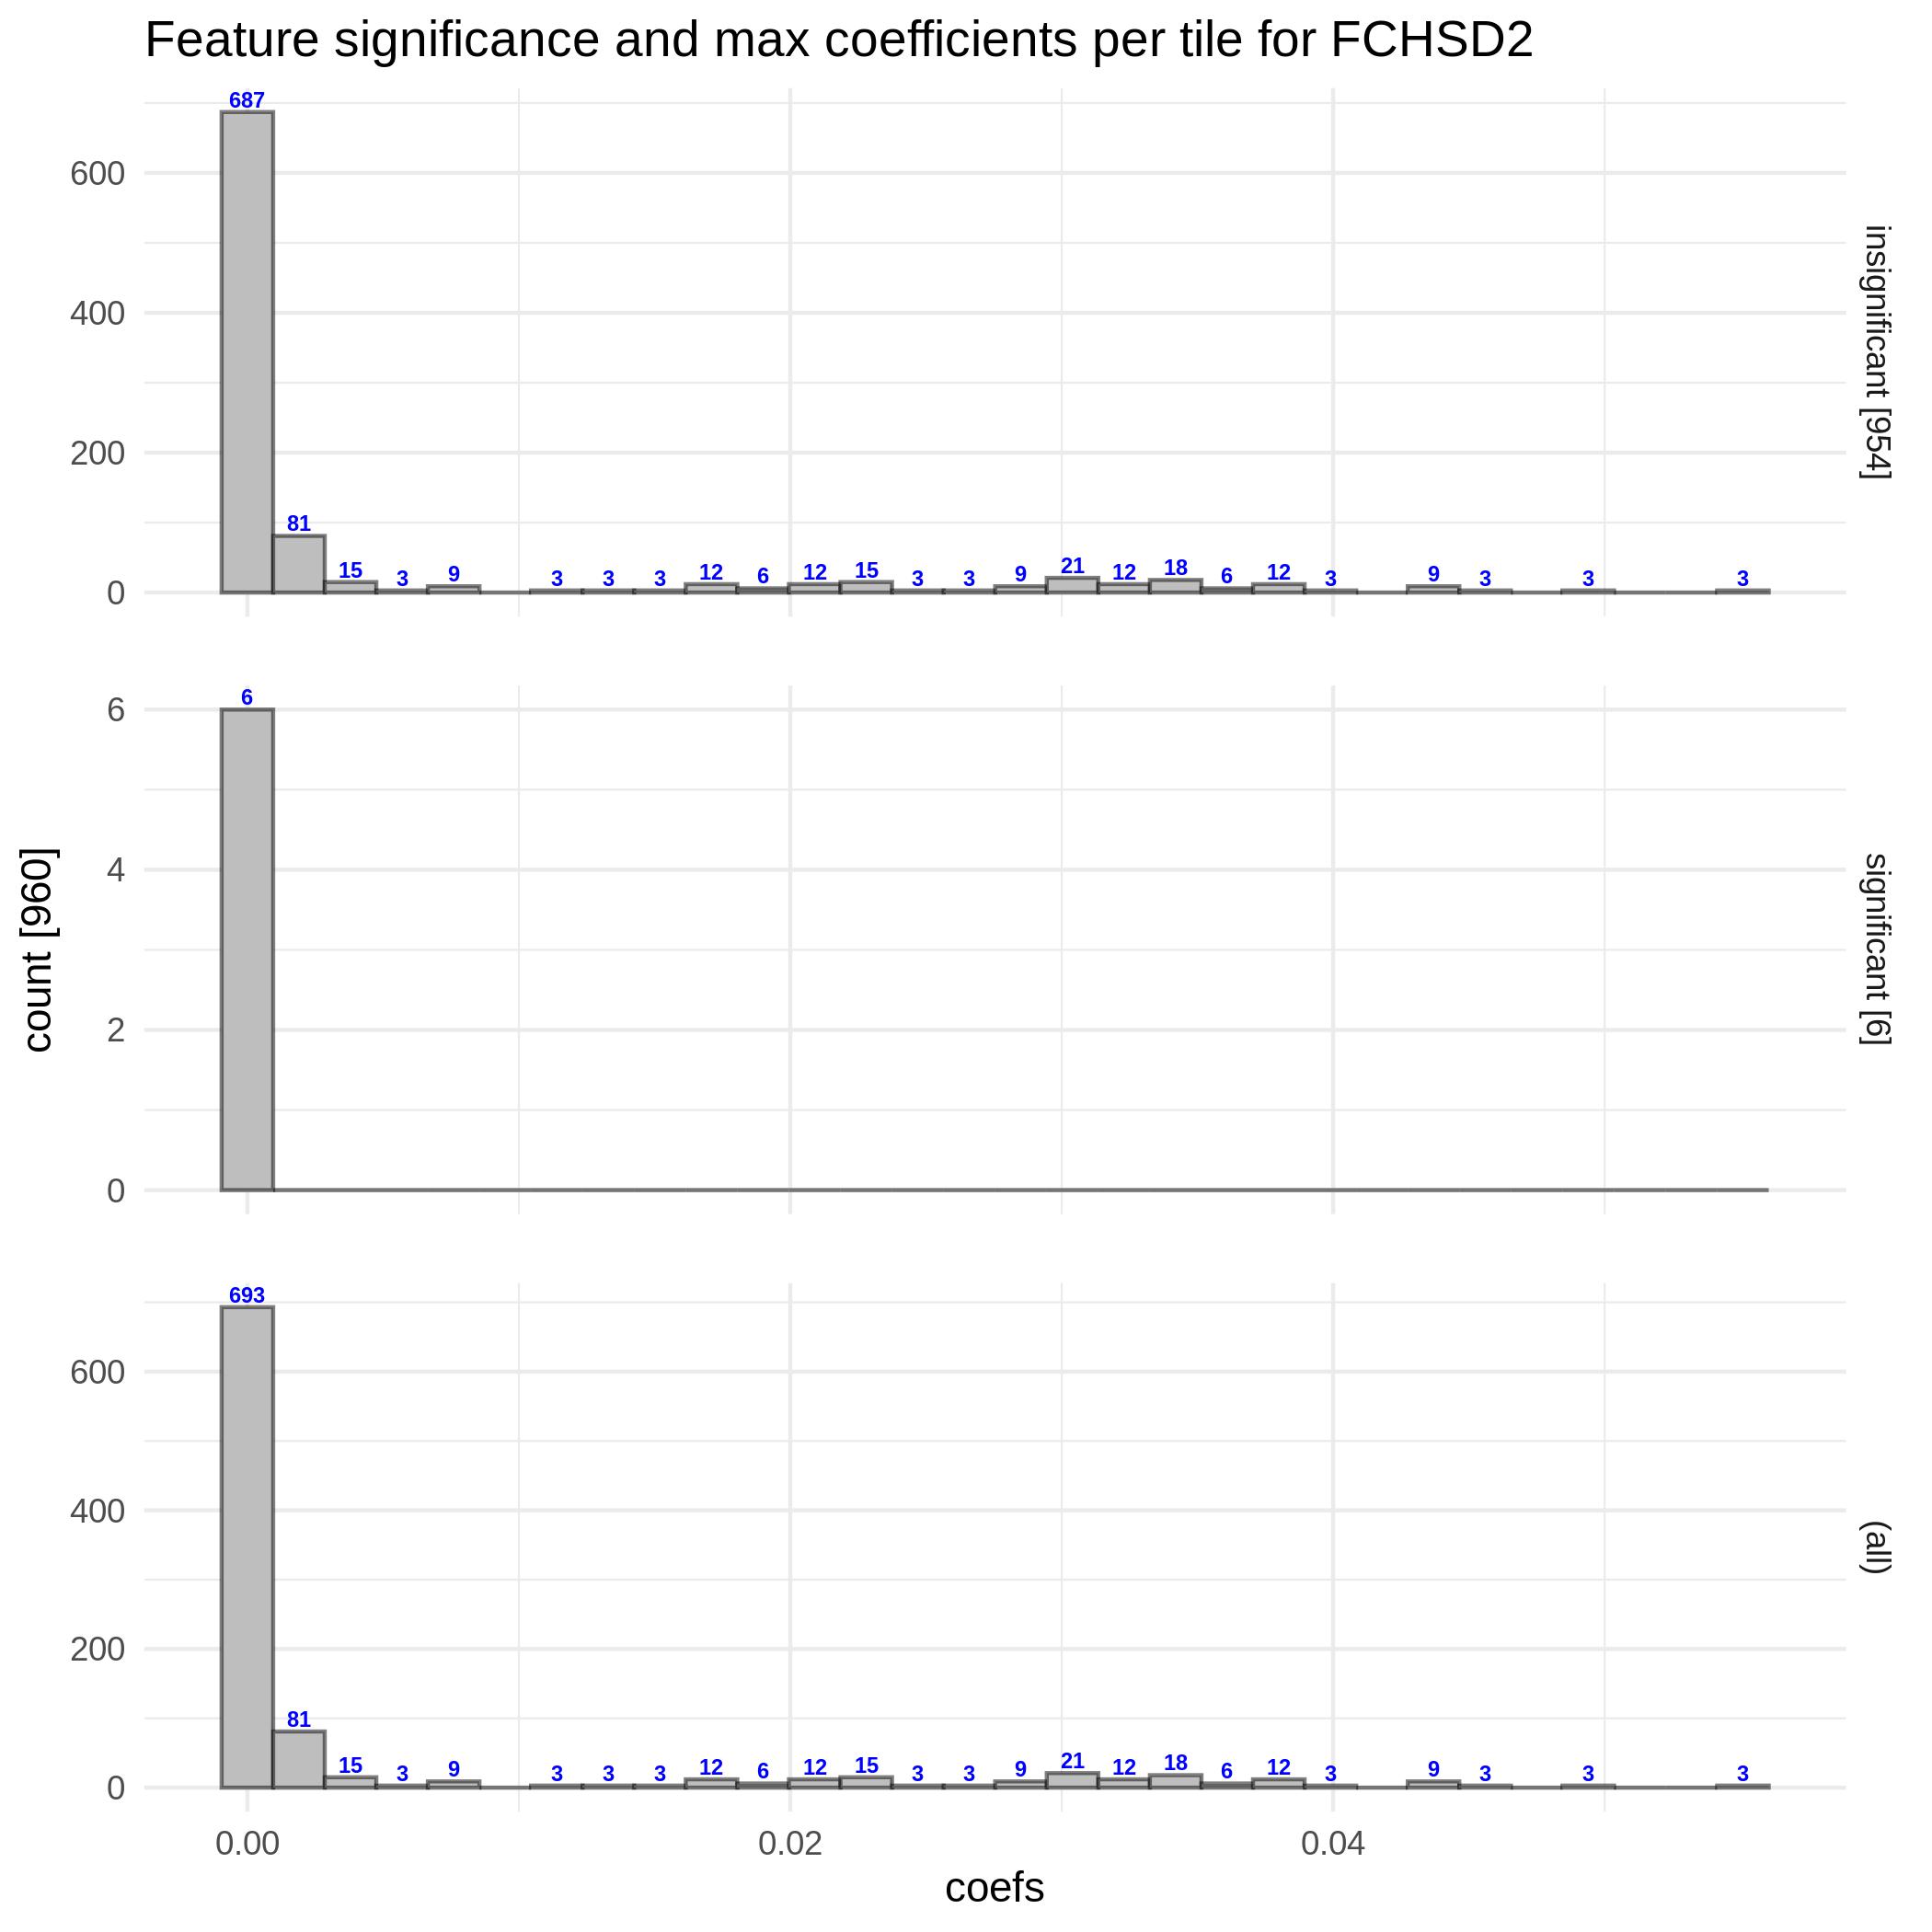 Feature significance and max coefficients per tile for FCHSD2
count [960]
687
600
400
200
81
15 3 9 3 3 3 12 6 12 15 3 3 9 21 12 18 6 12 3 9 3 3 3
0
insignificant [954]
6
6
4
2
0
significant [6]
693
600
400
200
81
15 3 9 3 3 3 12 6 12 15 3 3 9 21 12 18 6 12 3 9 3 3 3
0
(all)
0.00 0.02 0.04
coefs